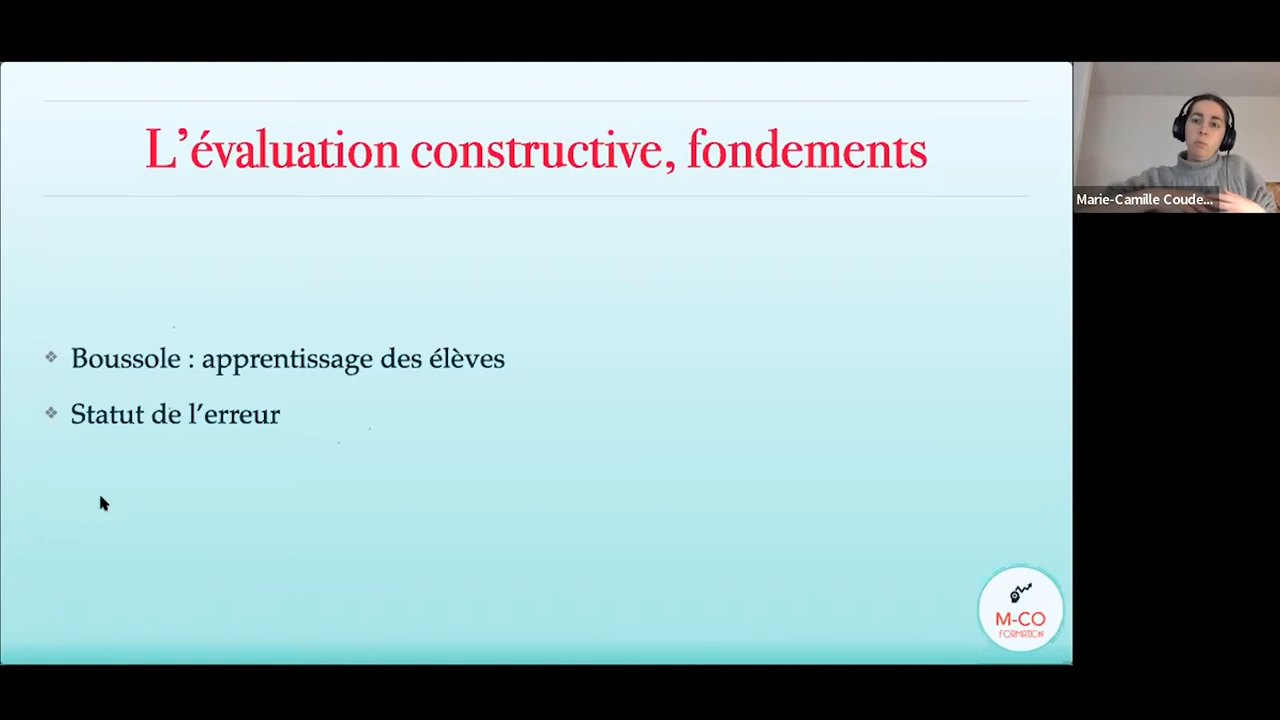 L’évaluation constructive, fondements
Boussole : apprentissage des élèves
Statut de l’erreur
Marie-Camille Coude...
M-CO
FORMATION